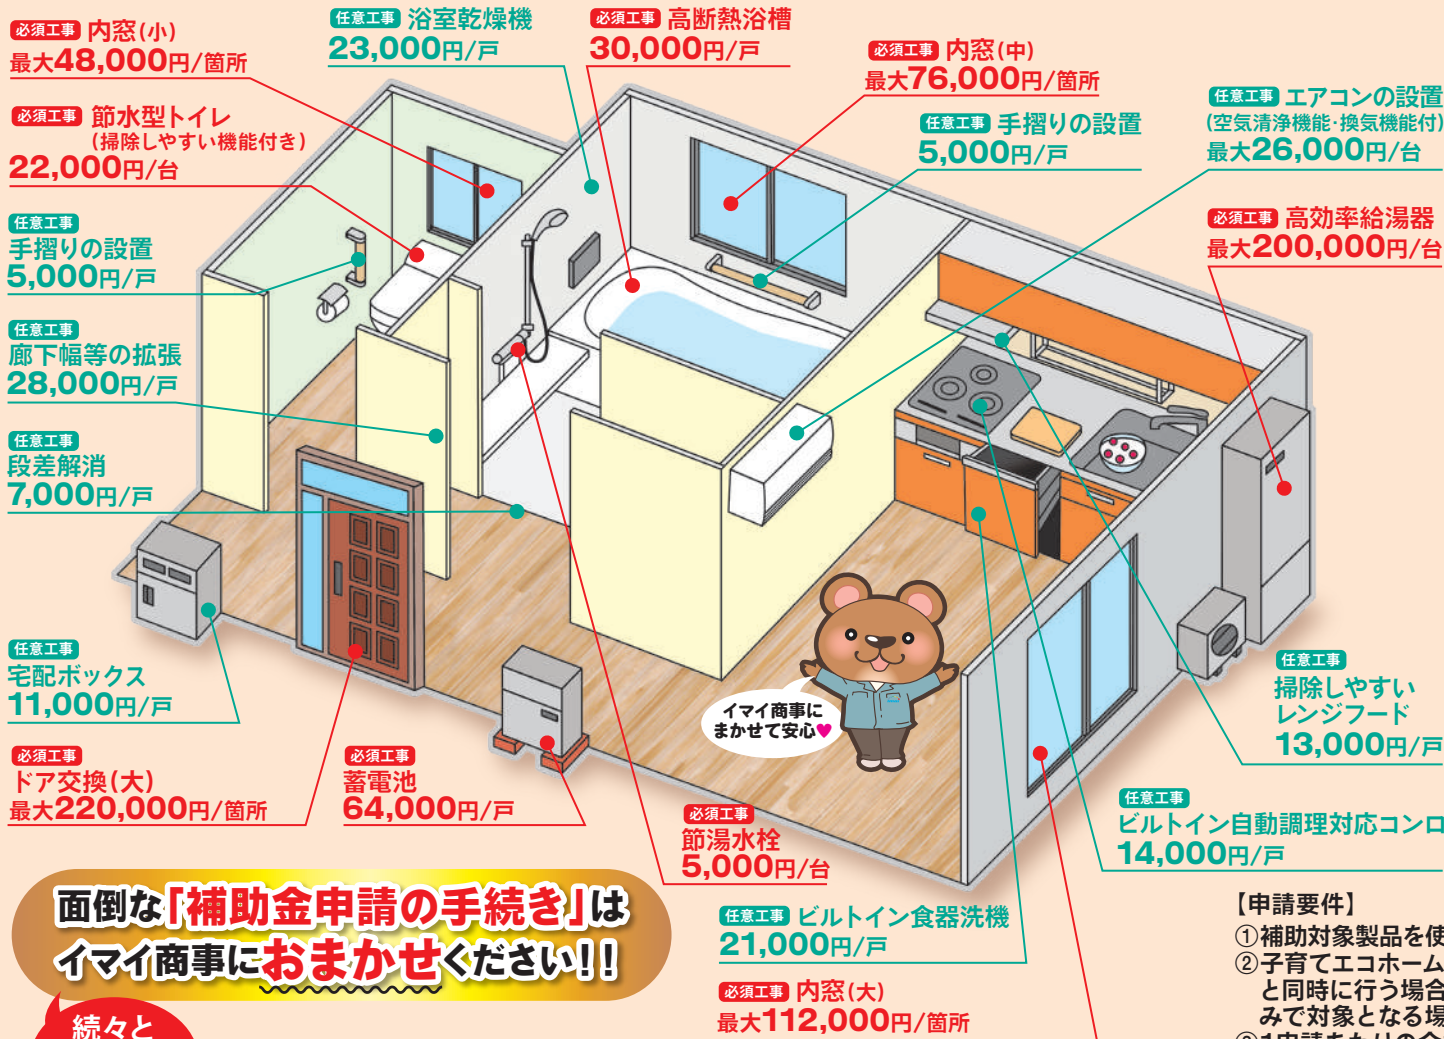 必須工事 内窓(小)
最大48,000円/箇所
任意工事 浴室乾燥機
23,000円/戸
必須工事 高断熱浴槽
30,000円/戸
必須工事 内窓(中)
最大76,000円/箇所
任意工事 手摺りの設置
5,000円/戸
任意工事 エアコンの設置
(空気清浄機能・換気機能付)
最大26,000円/台
必須工事 高効率給湯器
最大200,000円/台
必須工事 節水型トイレ
(掃除しやすい機能付き)
22,000円/台
任意工事
手摺りの設置
5,000円/戸
任意工事
廊下幅等の拡張
28,000円/戸
任意工事
段差解消
7,000円/戸
任意工事
宅配ボックス
11,000円/戸
必須工事
ドア交換(大)
最大220,000円/箇所
必須工事
蓄電池
64,000円/戸
イマイ商事に
まかせて安心♥
必須工事
節湯水栓
5,000円/台
任意工事
掃除しやすい
レンジフード
13,000円/戸
任意工事
ビルトイン自動調理対応コンロ
14,000円/戸
任意工事 ビルトイン食器洗機
21,000円/戸
必須工事 内窓(大)
最大112,000円/箇所
面倒な「補助金申請の手続き」は
イマイ商事におまかせください!!
続々と
【申請要件】
①補助対象製品を使
②子育てエコホーム
と同時に行う場合
みで対象となる場
③1申請あたりの合